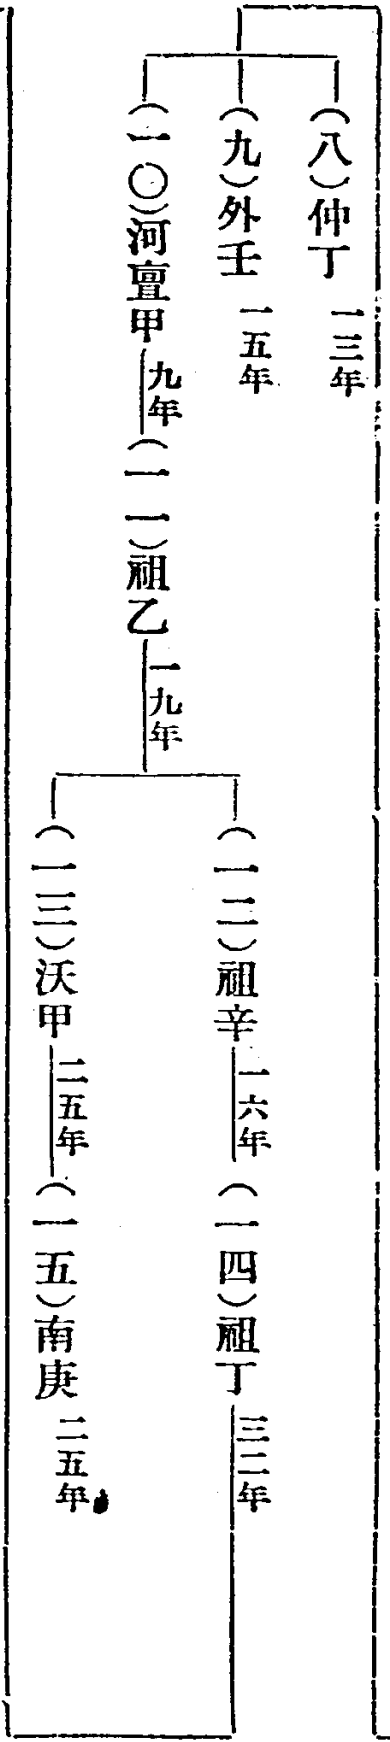 (八)仲丁 一三年
(九)外壬 一五年
(一〇)河亶甲 九年 (一一)祖乙 一九年
(一二)祖辛 一六年 (一四)祖丁 三二年
(一三)沃甲 二五年 (一五)南庚 二五年